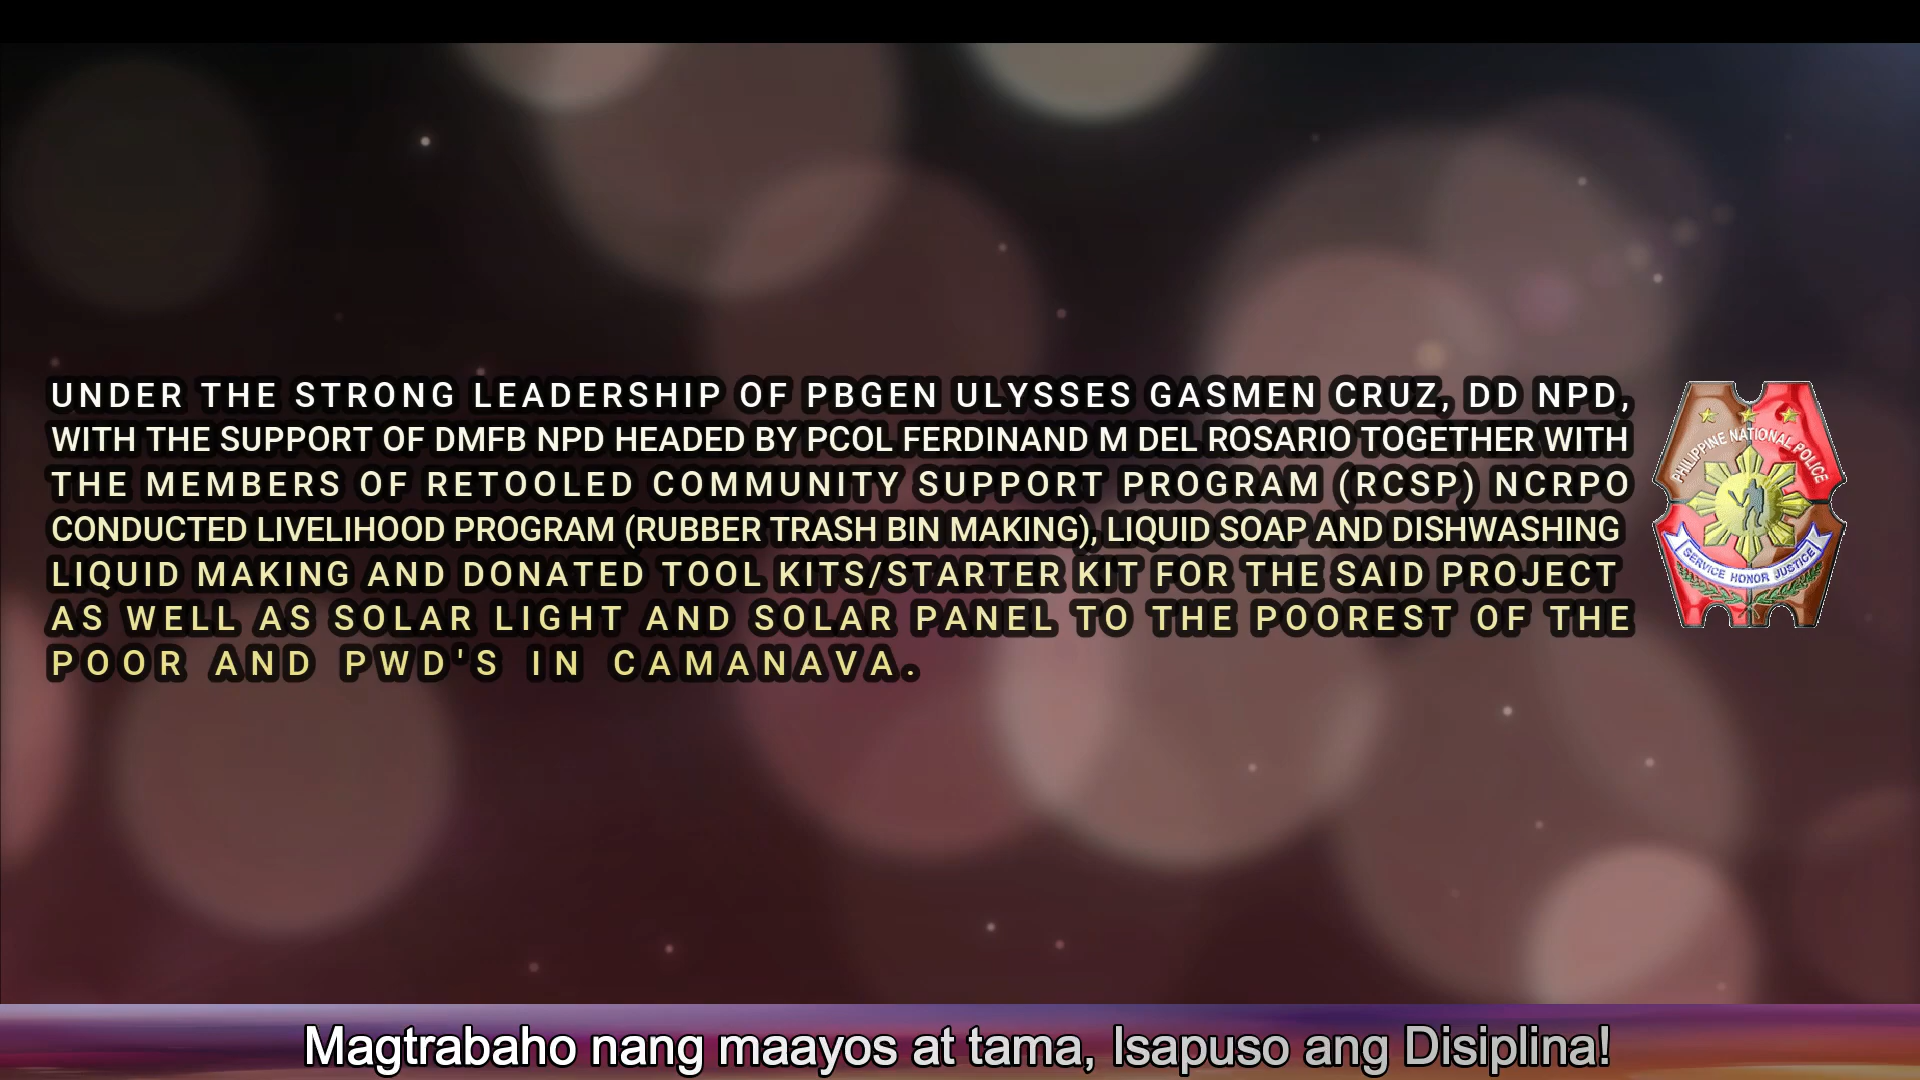 UNDER THE STRONG LEADERSHIP OF PBGEN ULYSSES GASMEN CRUZ, DD NPD,
WITH THE SUPPORT OF DMFB NPD HEADED BY PCOL FERDINAND M DEL ROSARIO TOGETHER WITH
THE MEMBERS OF RETOOLED COMMUNITY SUPPORT PROGRAM (RCSP) NCRPO
CONDUCTED LIVELIHOOD PROGRAM (RUBBER TRASH BIN MAKING), LIQUID SOAP AND DISHWASHING
LIQUID MAKING AND DONATED TOOL KITS/STARTER KIT FOR THE SAID PROJECT
AS WELL AS SOLAR LIGHT AND SOLAR PANEL TO THE POOREST OF THE
POOR AND PWD'S IN CAMANAVA.
PHILIPPINE NATIONAL POLICE
SERVICE HONOR JUSTICE
Magtrabaho nang maayos at tama, Isapuso ang Disiplina!